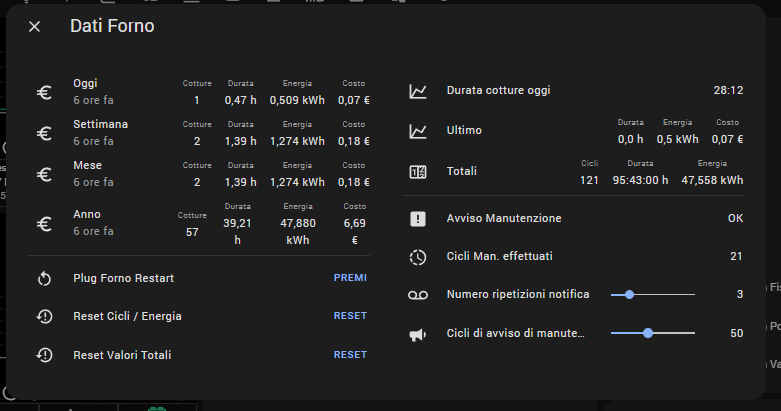 Dati Forno
Oggi
6 ore fa
Cotture Durata Energia Costo
1 0,47 h 0,509 kWh 0,07 €
Settimana
6 ore fa
Cotture Durata Energia Costo
2 1,39 h 1,274 kWh 0,18 €
Mese
6 ore fa
Cotture Durata Energia Costo
2 1,39 h 1,274 kWh 0,18 €
Anno
6 ore fa
Cotture Durata Energia Costo
57 39,21 h 47,880 kWh 6,69 €
Plug Forno Restart PREMI
Reset Cicli / Energia RESET
Reset Valori Totali RESET
Durata cotture oggi 28:12
Ultimo
Durata Energia Costo
0,0 h 0,5 kWh 0,07 €
Totali
Cicli Durata Energia
121 95:43:00 h 47,558 kWh
Avviso Manutenzione OK
Cicli Man. effettuati 21
Numero ripetizioni notifica 3
Cicli di avviso di manute... 50